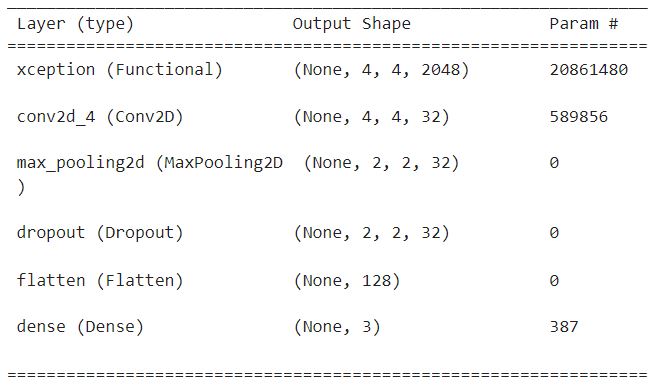 Layer (type) Output Shape Param #
=================================================================
xception (Functional) (None, 4, 4, 2048) 20861480
conv2d_4 (Conv2D) (None, 4, 4, 32) 589856
max_pooling2d (MaxPooling2D (None, 2, 2, 32) 0
)
dropout (Dropout) (None, 2, 2, 32) 0
flatten (Flatten) (None, 128) 0
dense (Dense) (None, 3) 387
=================================================================